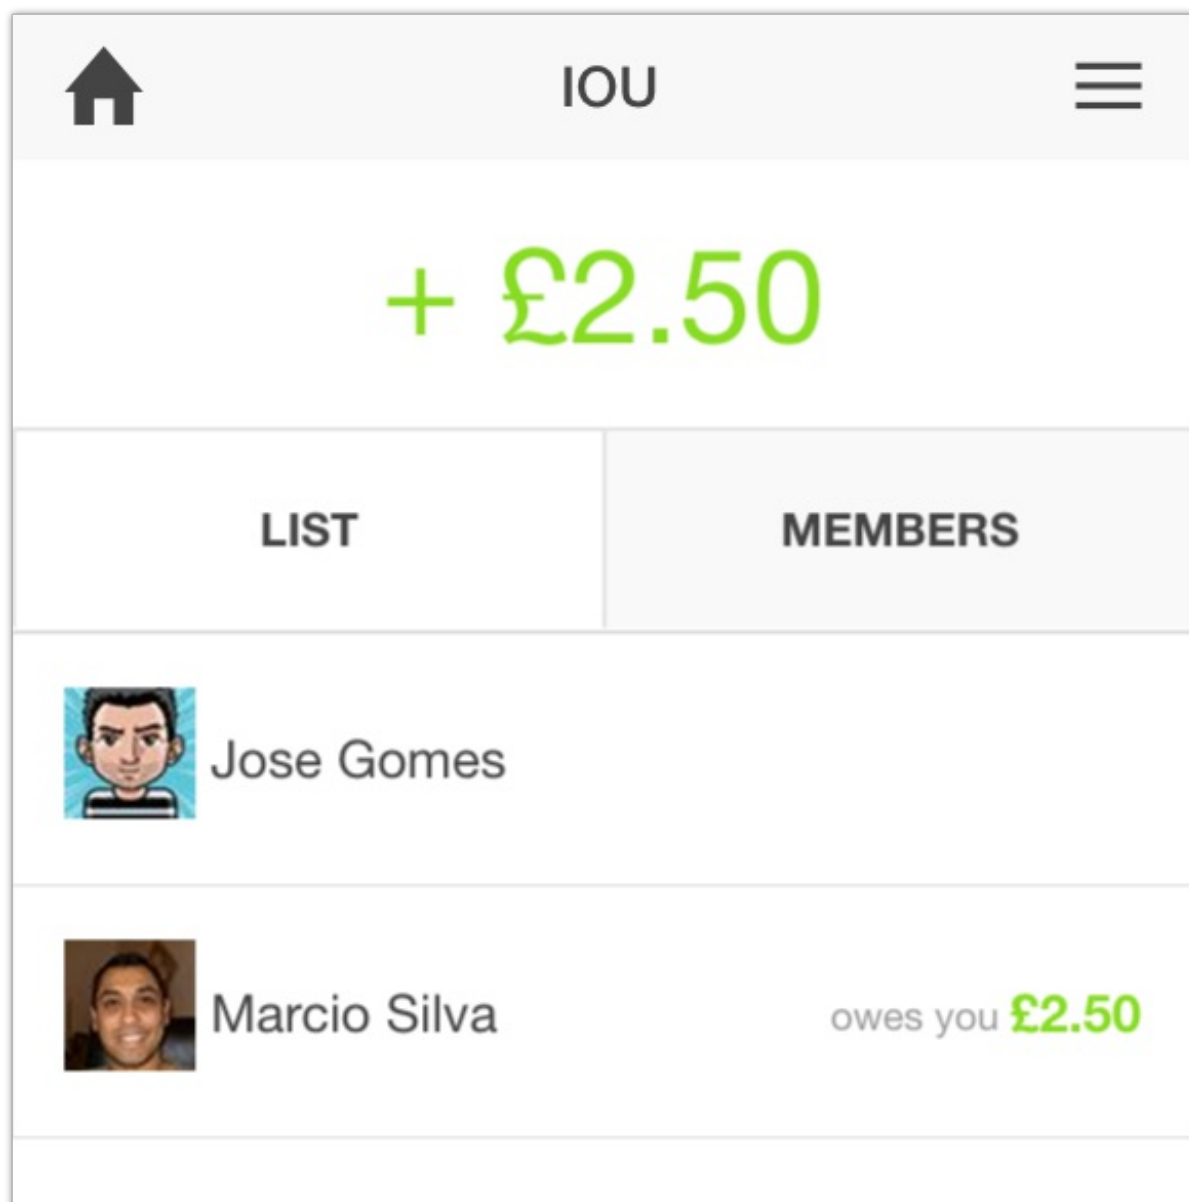 IOU
+ £2.50
LIST
MEMBERS
Jose Gomes
Marcio Silva owes you £2.50